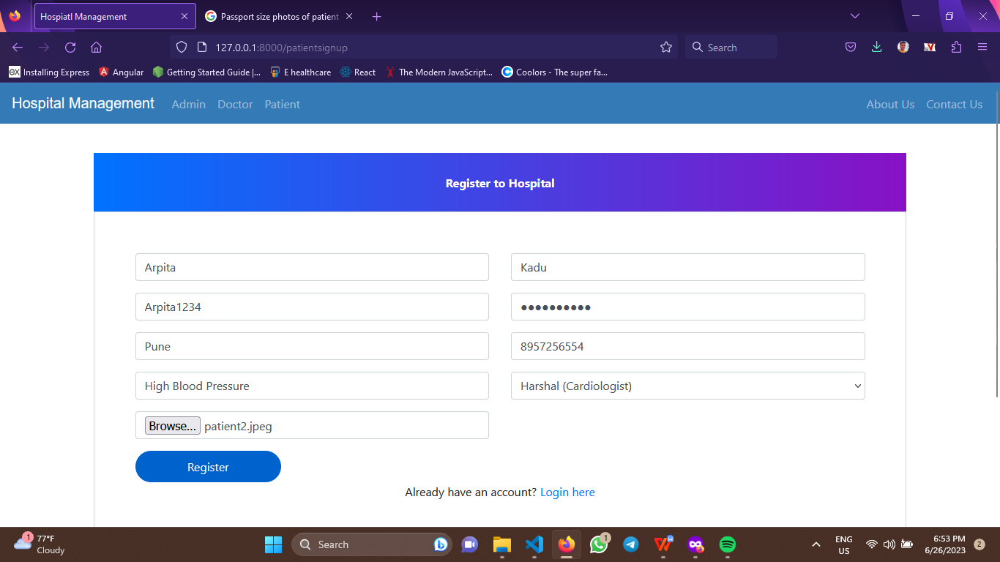 Hospiatl Management
Passport size photos of patient
127.0.0.1:8000/patientsignup
Search
Installing Express
Angular
Getting Started Guide |...
E healthcare
React
The Modern JavaScript...
Coolors - The super fa...
Hospital Management Admin Doctor Patient About Us Contact Us
Register to Hospital
Arpita
Kadu
Arpita1234
●●●●●●●●●●
Pune
8957256554
High Blood Pressure
Harshal (Cardiologist)
Browse... patient2.jpeg
Register
Already have an account? Login here
1
77°F
Cloudy
Search
1
ENG
US
6:53 PM
6/26/2023
2